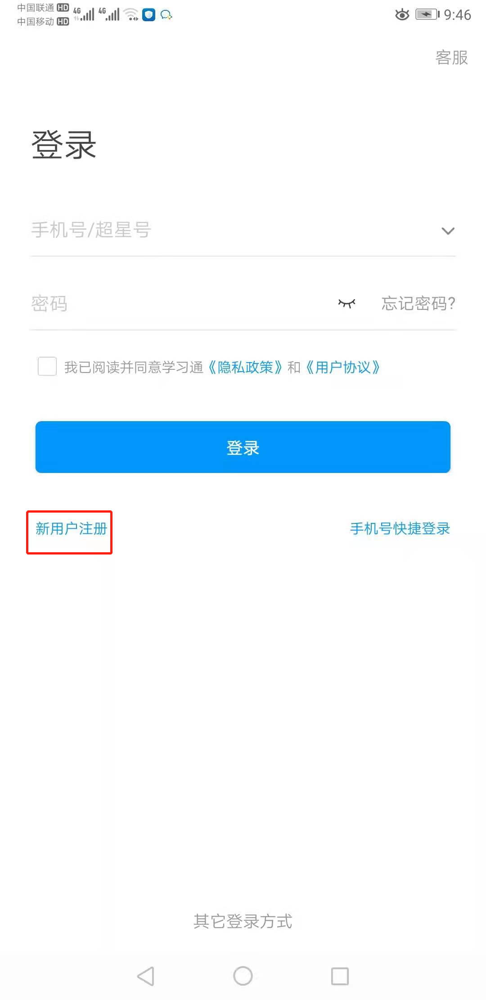 中国联通 HD 4G 4G 9:46
中国移动 HD
客服
登录
手机号/超星号
密码 忘记密码?
我已阅读并同意学习通《隐私政策》和《用户协议》
登录
新用户注册 手机号快捷登录
其它登录方式